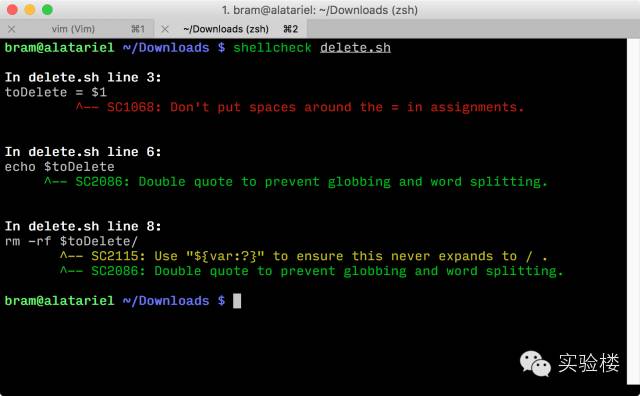 1. bram@alatariel: ~/Downloads (zsh)
× vim (Vim) ⌘1 × ~/Downloads (zsh) ⌘2
bram@alatariel ~/Downloads $ shellcheck delete.sh
In delete.sh line 3:
toDelete = $1
^-- SC1068: Don't put spaces around the = in assignments.
In delete.sh line 6:
echo $toDelete
^-- SC2086: Double quote to prevent globbing and word splitting.
In delete.sh line 8:
rm -rf $toDelete/
^-- SC2115: Use "${var:?}" to ensure this never expands to / .
^-- SC2086: Double quote to prevent globbing and word splitting.
bram@alatariel ~/Downloads $
实验楼